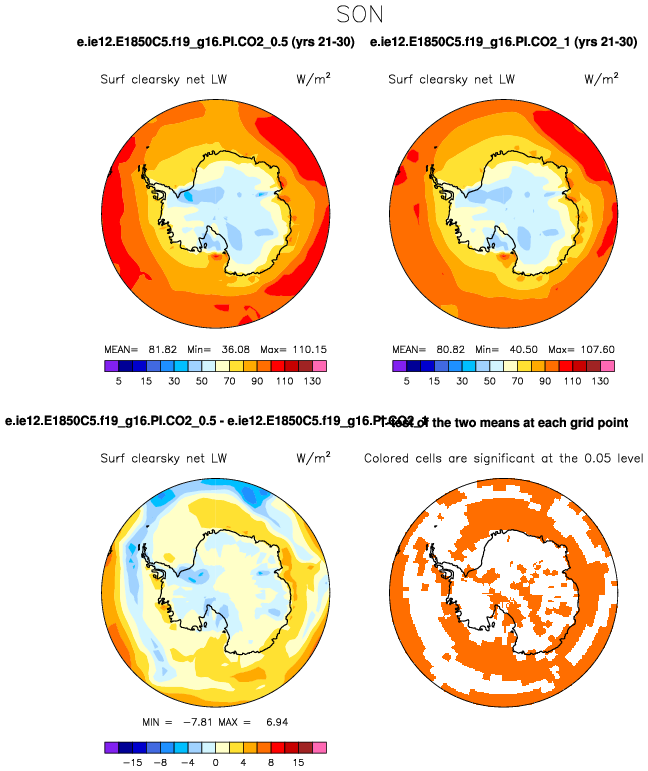 SON
e.ie12.E1850C5.f19_g16.PI.CO2_0.5 (yrs 21-30)
e.ie12.E1850C5.f19_g16.PI.CO2_1 (yrs 21-30)
Surf clearsky net LW W/m²
Surf clearsky net LW W/m²
MEAN= 81.82 Min= 36.08 Max= 110.15
MEAN= 80.82 Min= 40.50 Max= 107.60
5 15 30 50 70 90 110 130
5 15 30 50 70 90 110 130
e.ie12.E1850C5.f19_g16.PI.CO2_0.5 - e.ie12.E1850C5.f19_g16.PI.CO2_1
T-test of the two means at each grid point
Surf clearsky net LW W/m²
Colored cells are significant at the 0.05 level
MIN = -7.81 MAX = 6.94
-15 -8 -4 0 4 8 15